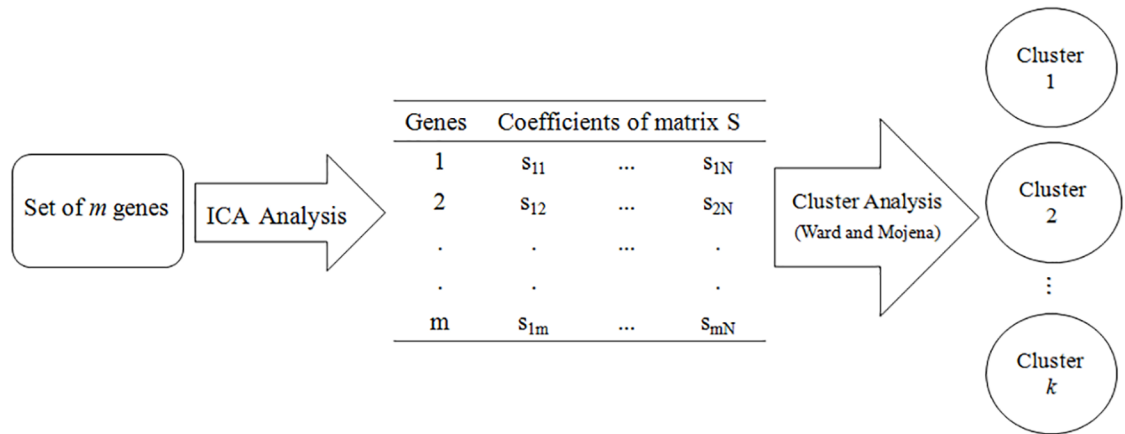 Set of m genes
ICA Analysis
Genes Coefficients of matrix S
1 s11 ... s1N
2 s12 ... s2N
. . ... .
. . .
m s1m ... smN
Cluster Analysis
(Ward and Mojena)
Cluster
1
Cluster
2
⋮
Cluster
k